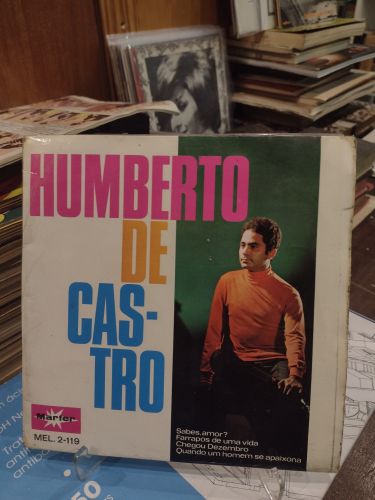 HUMBERTO
DE
CAS-
TRO
Marfer
MEL. 2-119
Sabes, amor?
Farrapos de uma vida
Chegou Dezembro
Quando um homem se apaixona
50